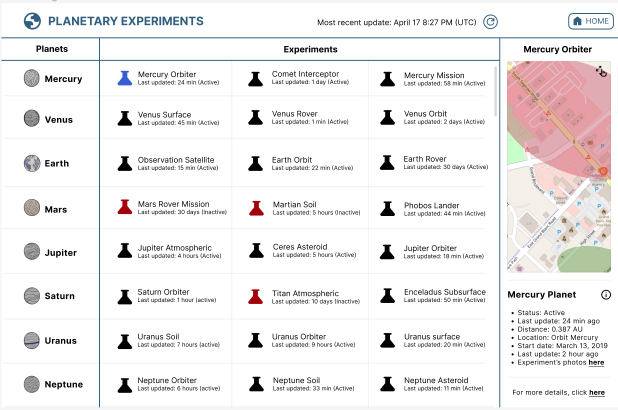 PLANETARY EXPERIMENTS
Most recent update: April 17 8:27 PM (UTC)
HOME
Planets
Experiments
Mercury Orbiter
Mercury
Mercury Orbiter
Last updated: 24 min (Active)
Comet Interceptor
Last updated: 1 day (Active)
Mercury Mission
Last updated: 58 min (Active)
Venus
Venus Surface
Last updated: 45 min (Active)
Venus Rover
Last updated: 1 min (Active)
Venus Orbit
Last updated: 2 days (Active)
Earth
Observation Satellite
Last updated: 15 min (Active)
Earth Orbit
Last updated: 22 min (Active)
Earth Rover
Last updated: 30 days (Active)
Mars
Mars Rover Mission
Last updated: 30 days (Inactive)
Martian Soil
Last updated: 5 hours (Inactive)
Phobos Lander
Last updated: 44 min (Active)
Jupiter
Jupiter Atmospheric
Last updated: 4 hours (Active)
Ceres Asteroid
Last updated: 5 hours (Active)
Jupiter Orbiter
Last updated: 18 min (Active)
Saturn
Saturn Orbiter
Last updated: 1 hour (active)
Titan Atmospheric
Last updated: 10 days (Inactive)
Enceladus Subsurface
Last updated: 50 min (Active)
Uranus
Uranus Soil
Last updated: 7 hours (active)
Uranus Orbiter
Last updated: 9 hours (Active)
Uranus surface
Last updated: 20 min (Active)
Neptune
Neptune Orbiter
Last updated: 6 hours (active)
Neptune Soil
Last updated: 33 min (Active)
Neptune Asteroid
Last updated: 11 min (Active)
Mercury Planet
• Status: Active
• Last update: 24 min ago
• Distance: 0.387 AU
• Location: Orbit Mercury
• Start date: March 13, 2019
• Last update: 2 hour ago
• Experiment's photos here
For more details, click here